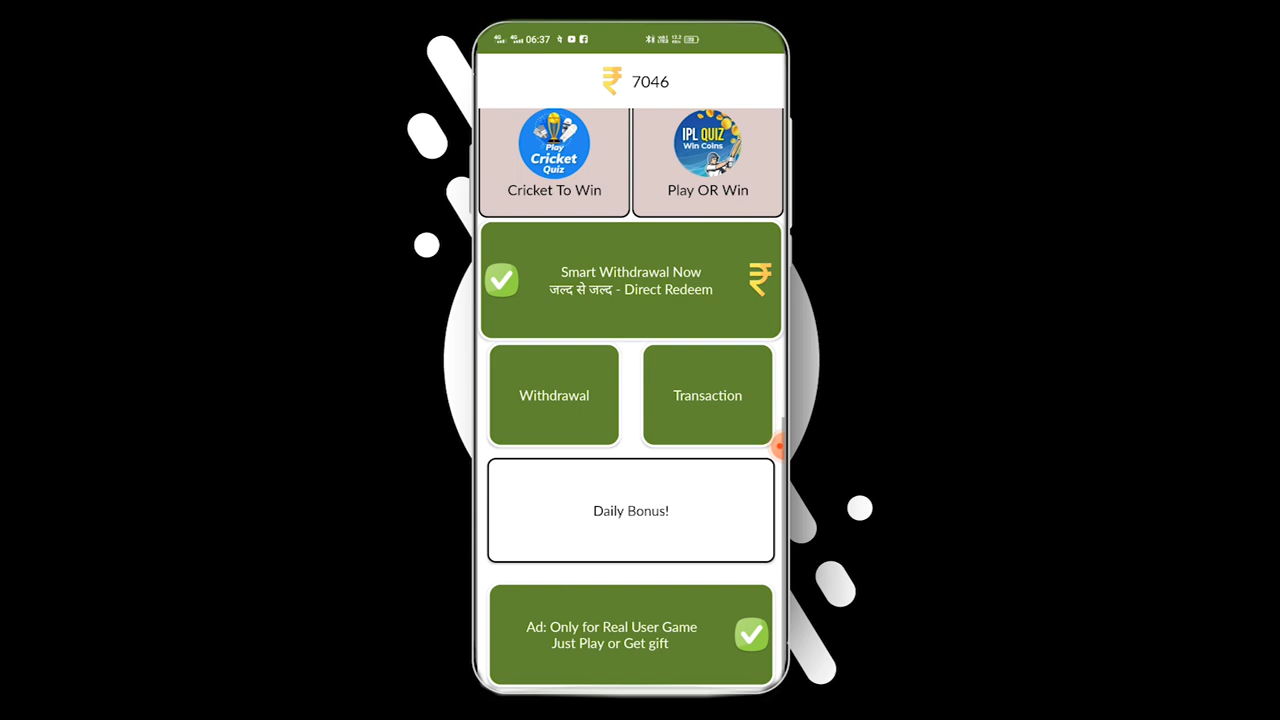 4G 4G 06:37
₹ 7046
Play
Cricket
Quiz
Cricket To Win
IPL QUIZ
Win Coins
Play OR Win
Smart Withdrawal Now
जल्द से जल्द - Direct Redeem
₹
Withdrawal
Transaction
Daily Bonus!
Ad: Only for Real User Game
Just Play or Get gift